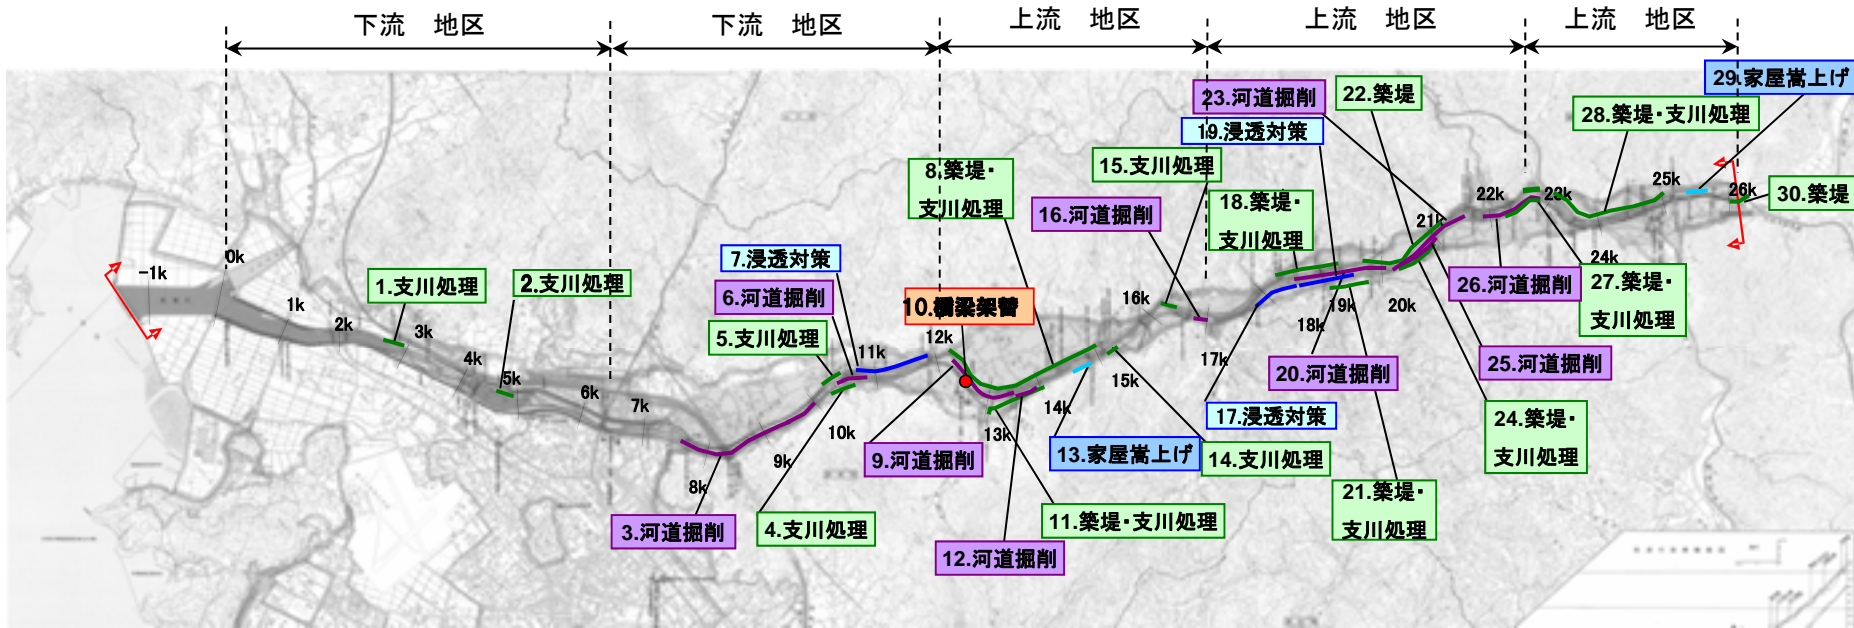 下流　地区
下流　地区
上流　地区
上流　地区
上流　地区
29.家屋嵩上げ
23.河道掘削
22.築堤
28.築堤・支川処理
19.浸透対策
15.支川処理
8.築堤・
支川処理
30.築堤
16.河道掘削
18.築堤・
支川処理
7.浸透対策
6.河道掘削
5.支川処理
1.支川処理
2.支川処理
10.橋梁架替
26.河道掘削
27.築堤・
支川処理
25.河道掘削
20.河道掘削
17.浸透対策
24.築堤・
支川処理
9.河道掘削
13.家屋嵩上げ
14.支川処理
21.築堤・
支川処理
3.河道掘削
4.支川処理
11.築堤・支川処理
12.河道掘削
-1k
0k
1k
2k
3k
4k
5k
6k
7k
8k
9k
10k
11k
12k
13k
14k
15k
16k
17k
18k
19k
20k
21k
22k
23k
24k
25k
26k